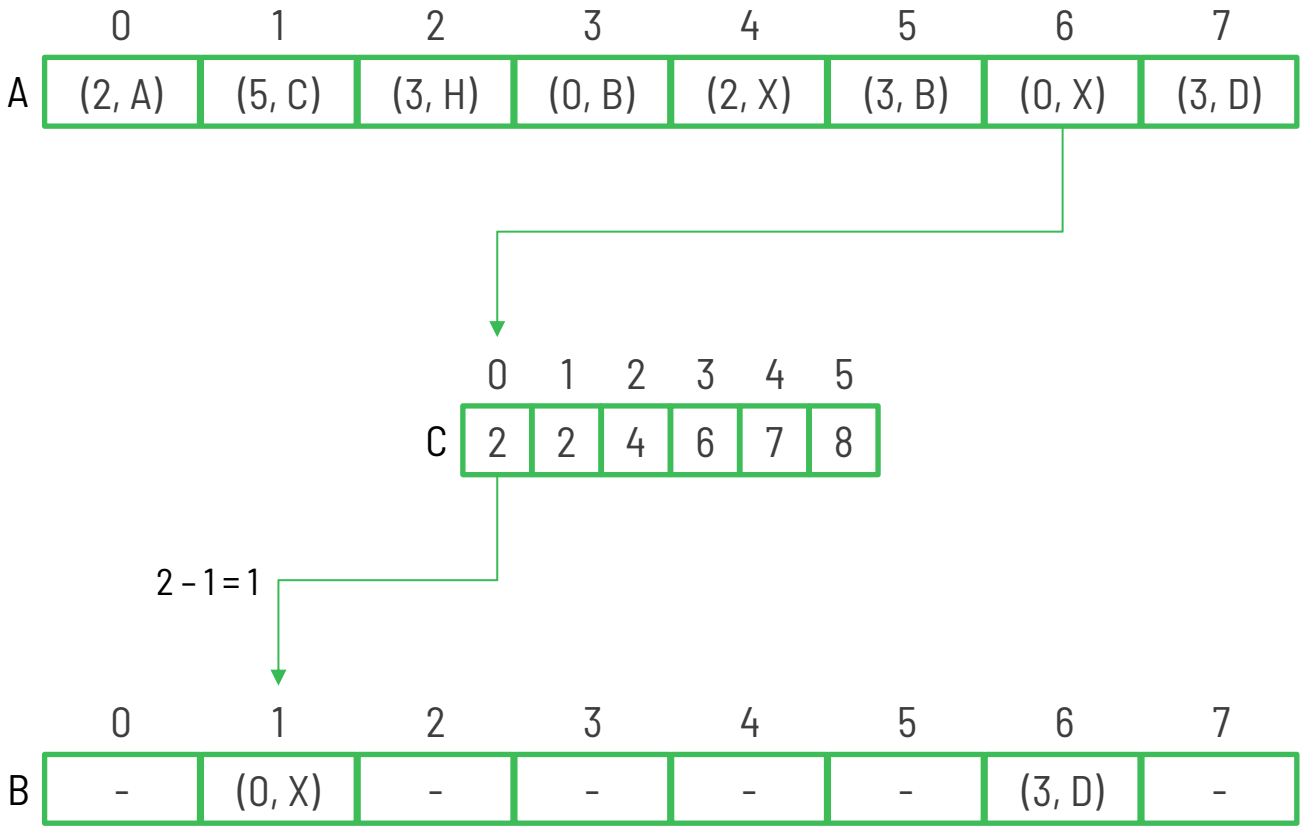 0 1 2 3 4 5 6 7
A (2, A) (5, C) (3, H) (0, B) (2, X) (3, B) (0, X) (3, D)
0 1 2 3 4 5
C 2 2 4 6 7 8
2 – 1 = 1
0 1 2 3 4 5 6 7
B - (0, X) - - - - (3, D) -